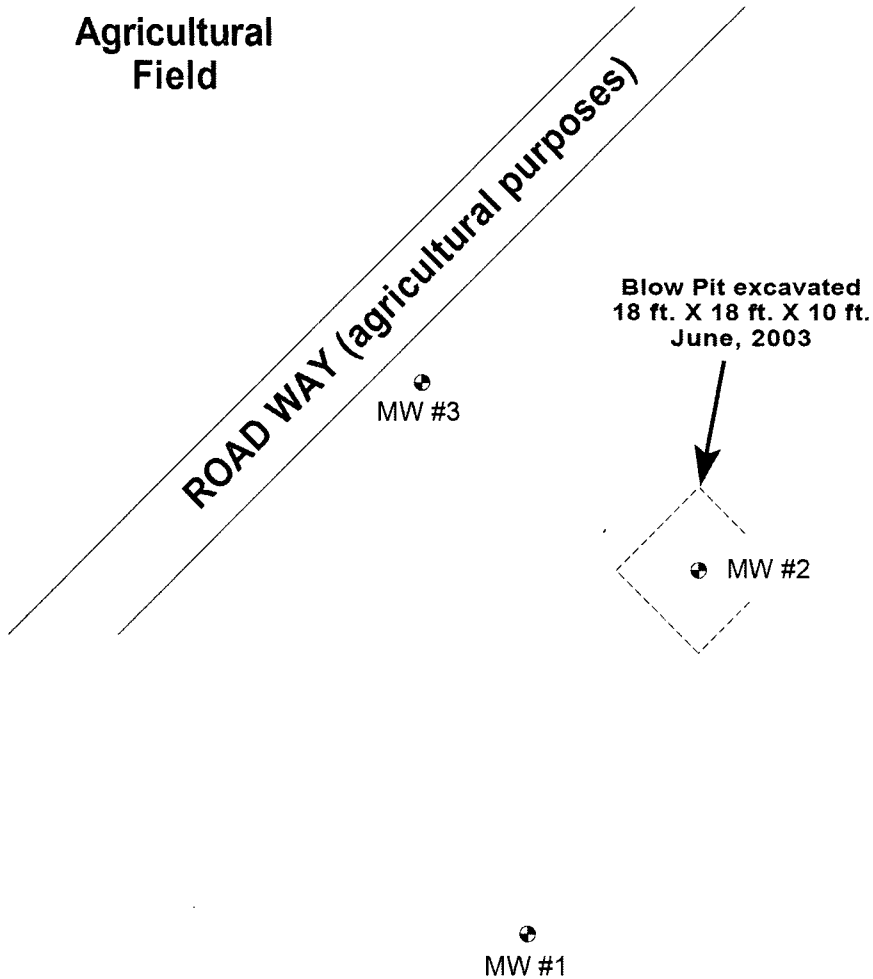 Agricultural
Field
ROAD WAY (agricultural purposes)
Blow Pit excavated
18 ft. X 18 ft. X 10 ft.
June, 2003
MW #3
MW #2
MW #1